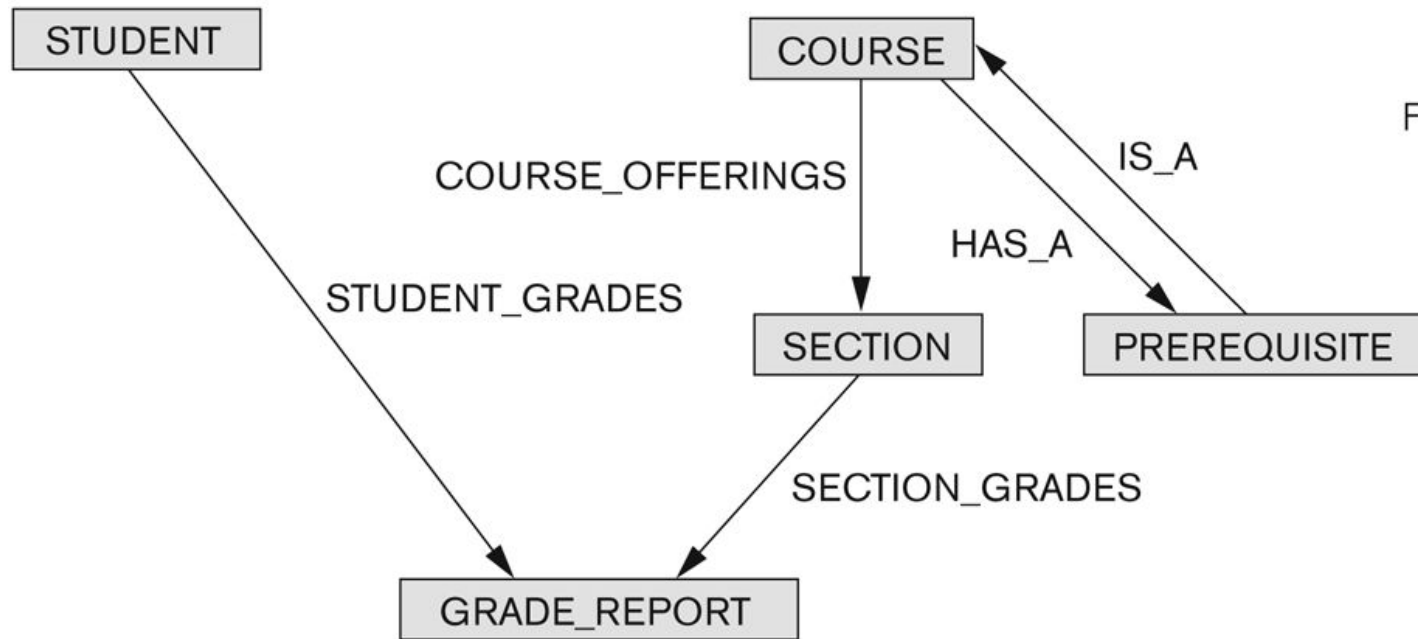 STUDENT
COURSE
F
IS_A
COURSE_OFFERINGS
HAS_A
STUDENT_GRADES
SECTION
PREREQUISITE
SECTION_GRADES
GRADE_REPORT